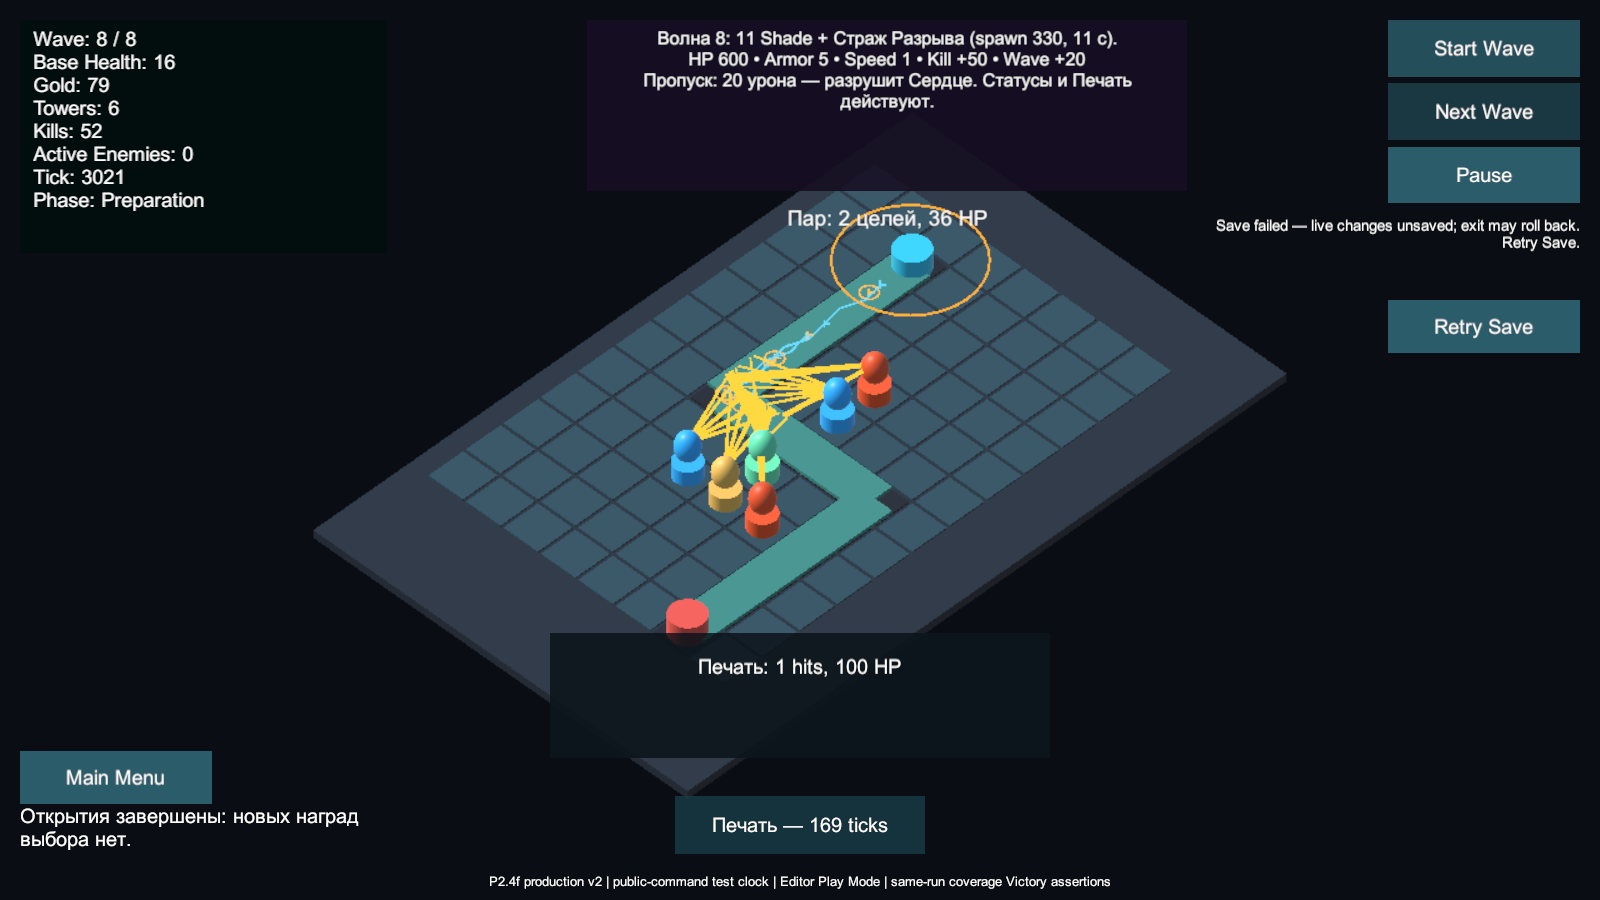 Wave: 8 / 8
Base Health: 16
Gold: 79
Towers: 6
Kills: 52
Active Enemies: 0
Tick: 3021
Phase: Preparation
Волна 8: 11 Shade + Страж Разрыва (spawn 330, 11 с).
HP 600 • Armor 5 • Speed 1 • Kill +50 • Wave +20
Пропуск: 20 урона — разрушит Сердце. Статусы и Печать
действуют.
Start Wave
Next Wave
Pause
Save failed — live changes unsaved; exit may roll back.
Retry Save.
Retry Save
Пар: 2 целей, 36 HP
Печать: 1 hits, 100 HP
Main Menu
Открытия завершены: новых наград
выбора нет.
Печать — 169 ticks
P2.4f production v2 | public-command test clock | Editor Play Mode | same-run coverage Victory assertions